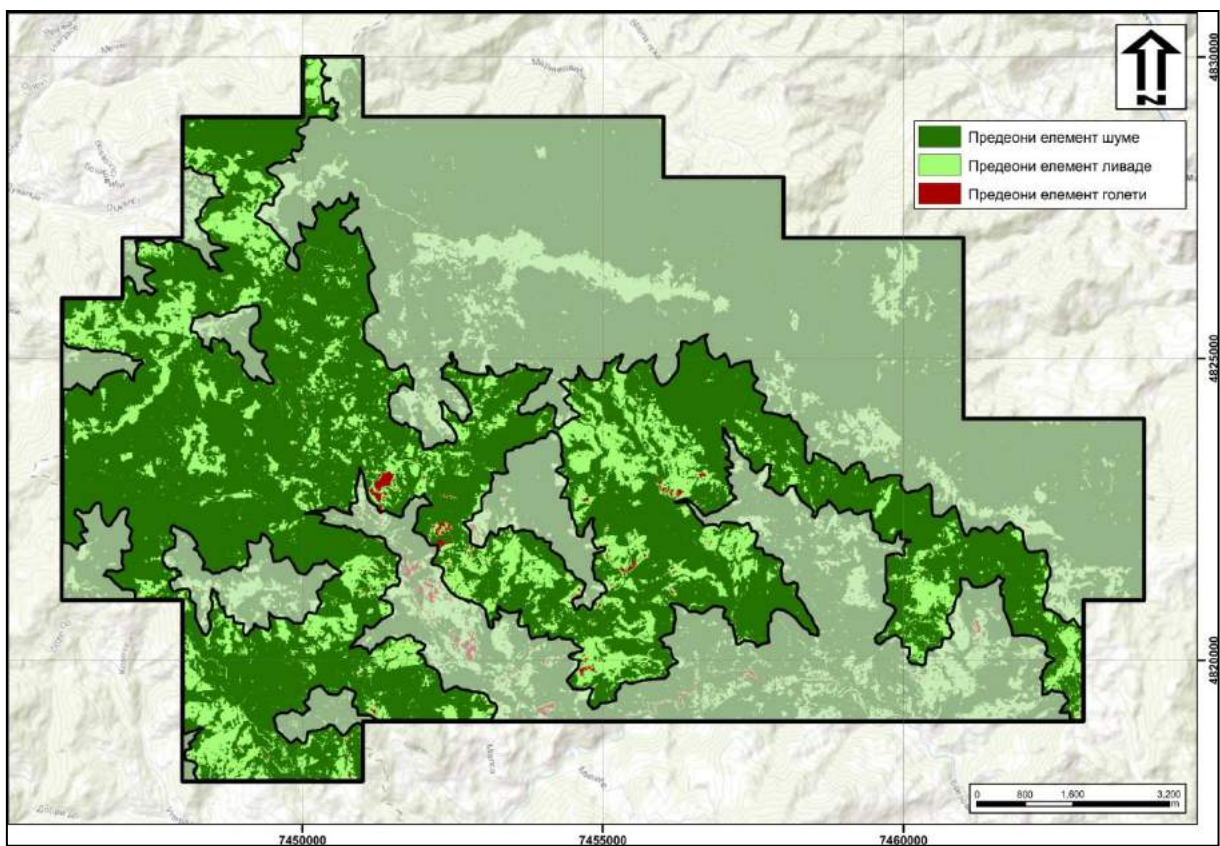 N
4830000
Предеони елемент шуме
Предеони елемент ливаде
Предеони елемент голети
4825000
4820000
0 800 1,600 3,200
m
7450000 7455000 7460000